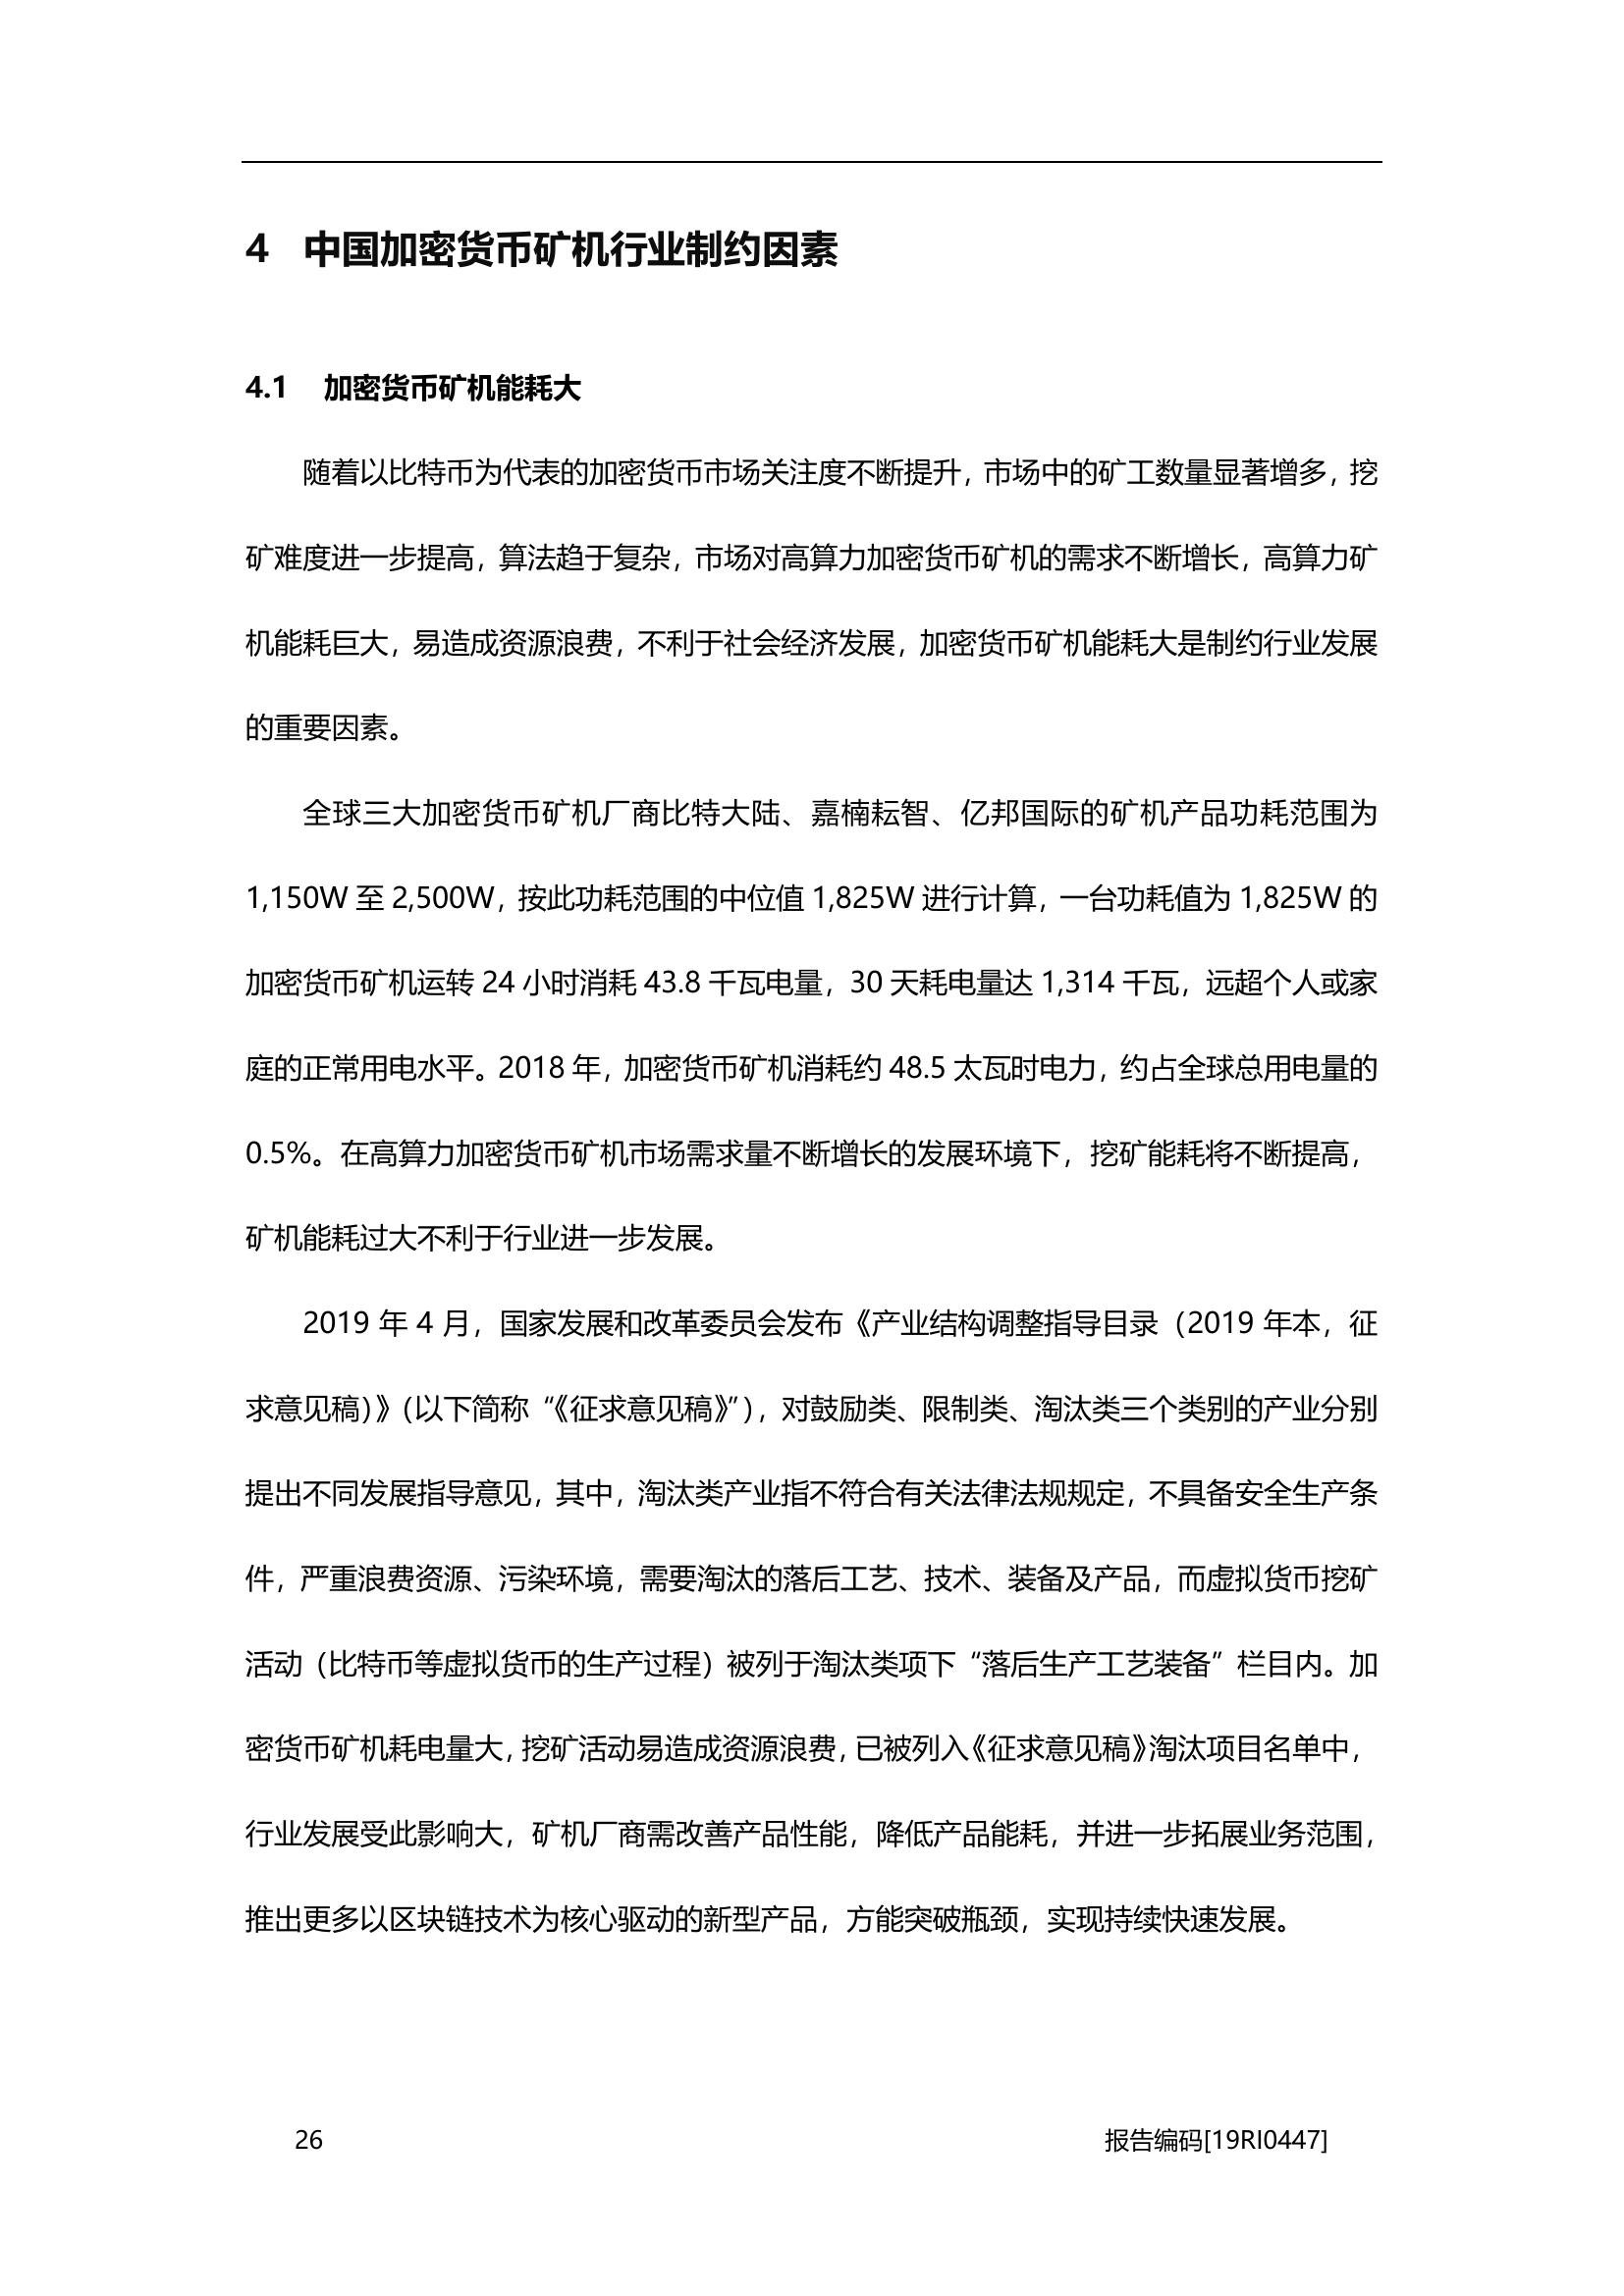 4 中国加密货币矿机行业制约因素
4.1 加密货币矿机能耗大
随着以比特币为代表的加密货币市场关注度不断提升，市场中的矿工数量显著增多，挖
矿难度进一步提高，算法趋于复杂，市场对高算力加密货币矿机的需求不断增长，高算力矿
机能耗巨大，易造成资源浪费，不利于社会经济发展，加密货币矿机能耗大是制约行业发展
的重要因素。
全球三大加密货币矿机厂商比特大陆、嘉楠耘智、亿邦国际的矿机产品功耗范围为
1,150W 至 2,500W，按此功耗范围的中位值 1,825W 进行计算，一台功耗值为 1,825W 的
加密货币矿机运转 24 小时消耗 43.8 千瓦电量，30 天耗电量达 1,314 千瓦，远超个人或家
庭的正常用电水平。2018 年，加密货币矿机消耗约 48.5 太瓦时电力，约占全球总用电量的
0.5%。在高算力加密货币矿机市场需求量不断增长的发展环境下，挖矿能耗将不断提高，
矿机能耗过大不利于行业进一步发展。
2019 年 4 月，国家发展和改革委员会发布《产业结构调整指导目录（2019 年本，征
求意见稿）》（以下简称“《征求意见稿》”），对鼓励类、限制类、淘汰类三个类别的产业分别
提出不同发展指导意见，其中，淘汰类产业指不符合有关法律法规规定，不具备安全生产条
件，严重浪费资源、污染环境，需要淘汰的落后工艺、技术、装备及产品，而虚拟货币挖矿
活动（比特币等虚拟货币的生产过程）被列于淘汰类项下“落后生产工艺装备”栏目内。加
密货币矿机耗电量大，挖矿活动易造成资源浪费，已被列入《征求意见稿》淘汰项目名单中，
行业发展受此影响大，矿机厂商需改善产品性能，降低产品能耗，并进一步拓展业务范围，
推出更多以区块链技术为核心驱动的新型产品，方能突破瓶颈，实现持续快速发展。
26 报告编码[19RI0447]